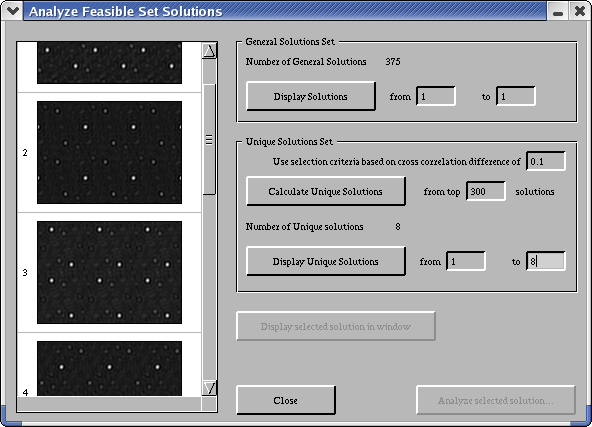 Analyze Feasible Set Solutions
General Solutions Set
Number of General Solutions 375
Display Solutions from 1 to 1
Unique Solutions Set
Use selection criteria based on cross correlation difference of 0.1
Calculate Unique Solutions from top 300 solutions
Number of Unique solutions 8
Display Unique Solutions from 1 to 8
Display selected solution in window
Close Analyze selected solution...
2
3
4